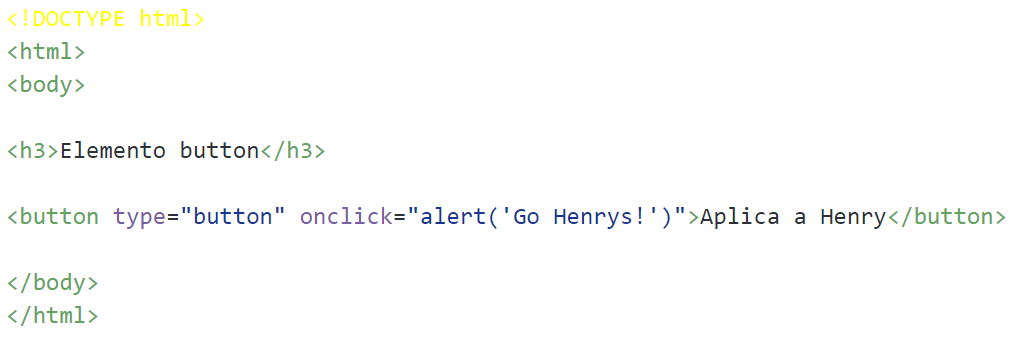 <!DOCTYPE html>
<html>
<body>
<h3>Elemento button</h3>
<button type="button" onclick="alert('Go Henrys!')">Aplica a Henry</button>
</body>
</html>